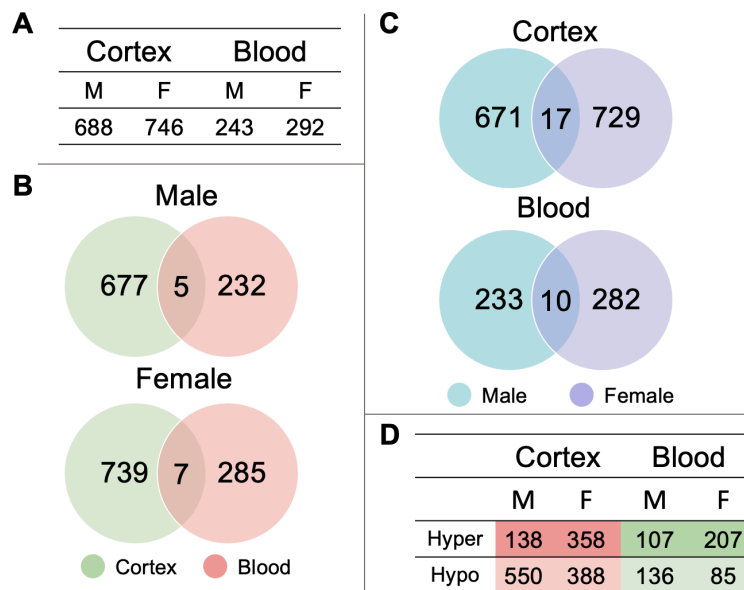 A
Cortex Blood
M F M F
688 746 243 292
B
Male
677 5 232
Female
739 7 285
Cortex Blood
C
Cortex
671 17 729
Blood
233 10 282
Male Female
D
Cortex Blood
M F M F
Hyper 138 358 107 207
Hypo 550 388 136 85